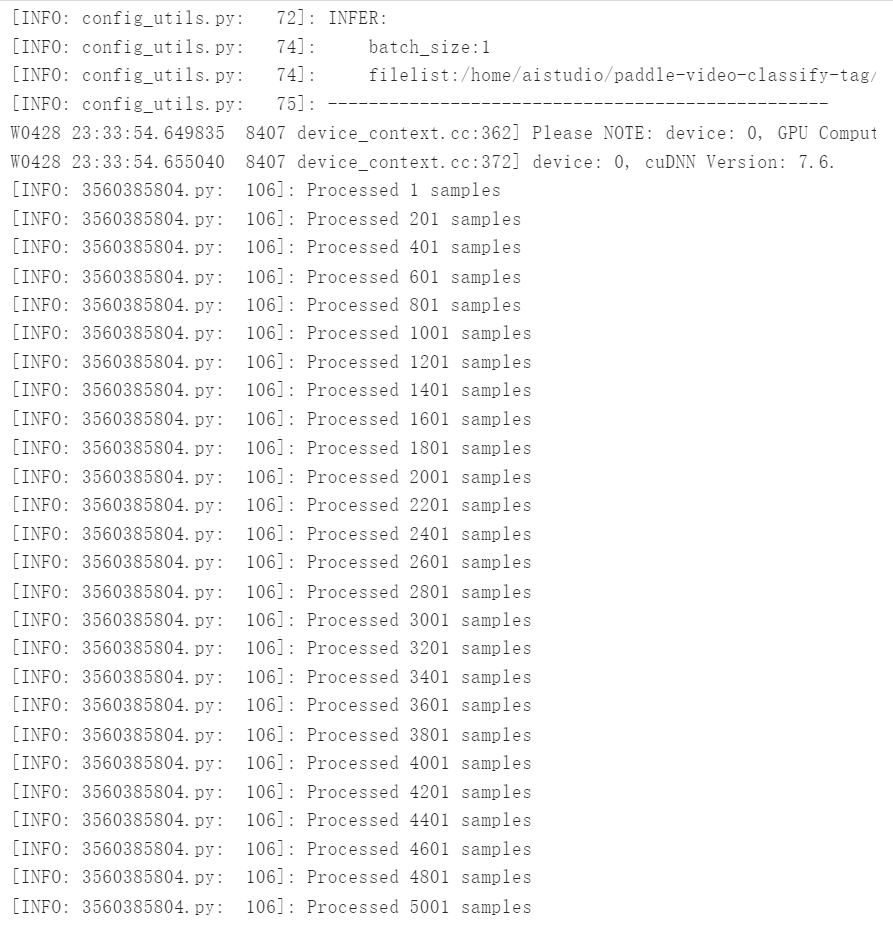 [INFO: config_utils.py:   72]: INFER:
[INFO: config_utils.py:   74]:     batch_size:1
[INFO: config_utils.py:   74]:     filelist:/home/aistudio/paddle-video-classify-tag/
[INFO: config_utils.py:   75]: -------------------------------------------------
W0428 23:33:54.649835  8407 device_context.cc:362] Please NOTE: device: 0, GPU Comput
W0428 23:33:54.655040  8407 device_context.cc:372] device: 0, cuDNN Version: 7.6.
[INFO: 3560385804.py:  106]: Processed 1 samples
[INFO: 3560385804.py:  106]: Processed 201 samples
[INFO: 3560385804.py:  106]: Processed 401 samples
[INFO: 3560385804.py:  106]: Processed 601 samples
[INFO: 3560385804.py:  106]: Processed 801 samples
[INFO: 3560385804.py:  106]: Processed 1001 samples
[INFO: 3560385804.py:  106]: Processed 1201 samples
[INFO: 3560385804.py:  106]: Processed 1401 samples
[INFO: 3560385804.py:  106]: Processed 1601 samples
[INFO: 3560385804.py:  106]: Processed 1801 samples
[INFO: 3560385804.py:  106]: Processed 2001 samples
[INFO: 3560385804.py:  106]: Processed 2201 samples
[INFO: 3560385804.py:  106]: Processed 2401 samples
[INFO: 3560385804.py:  106]: Processed 2601 samples
[INFO: 3560385804.py:  106]: Processed 2801 samples
[INFO: 3560385804.py:  106]: Processed 3001 samples
[INFO: 3560385804.py:  106]: Processed 3201 samples
[INFO: 3560385804.py:  106]: Processed 3401 samples
[INFO: 3560385804.py:  106]: Processed 3601 samples
[INFO: 3560385804.py:  106]: Processed 3801 samples
[INFO: 3560385804.py:  106]: Processed 4001 samples
[INFO: 3560385804.py:  106]: Processed 4201 samples
[INFO: 3560385804.py:  106]: Processed 4401 samples
[INFO: 3560385804.py:  106]: Processed 4601 samples
[INFO: 3560385804.py:  106]: Processed 4801 samples
[INFO: 3560385804.py:  106]: Processed 5001 samples